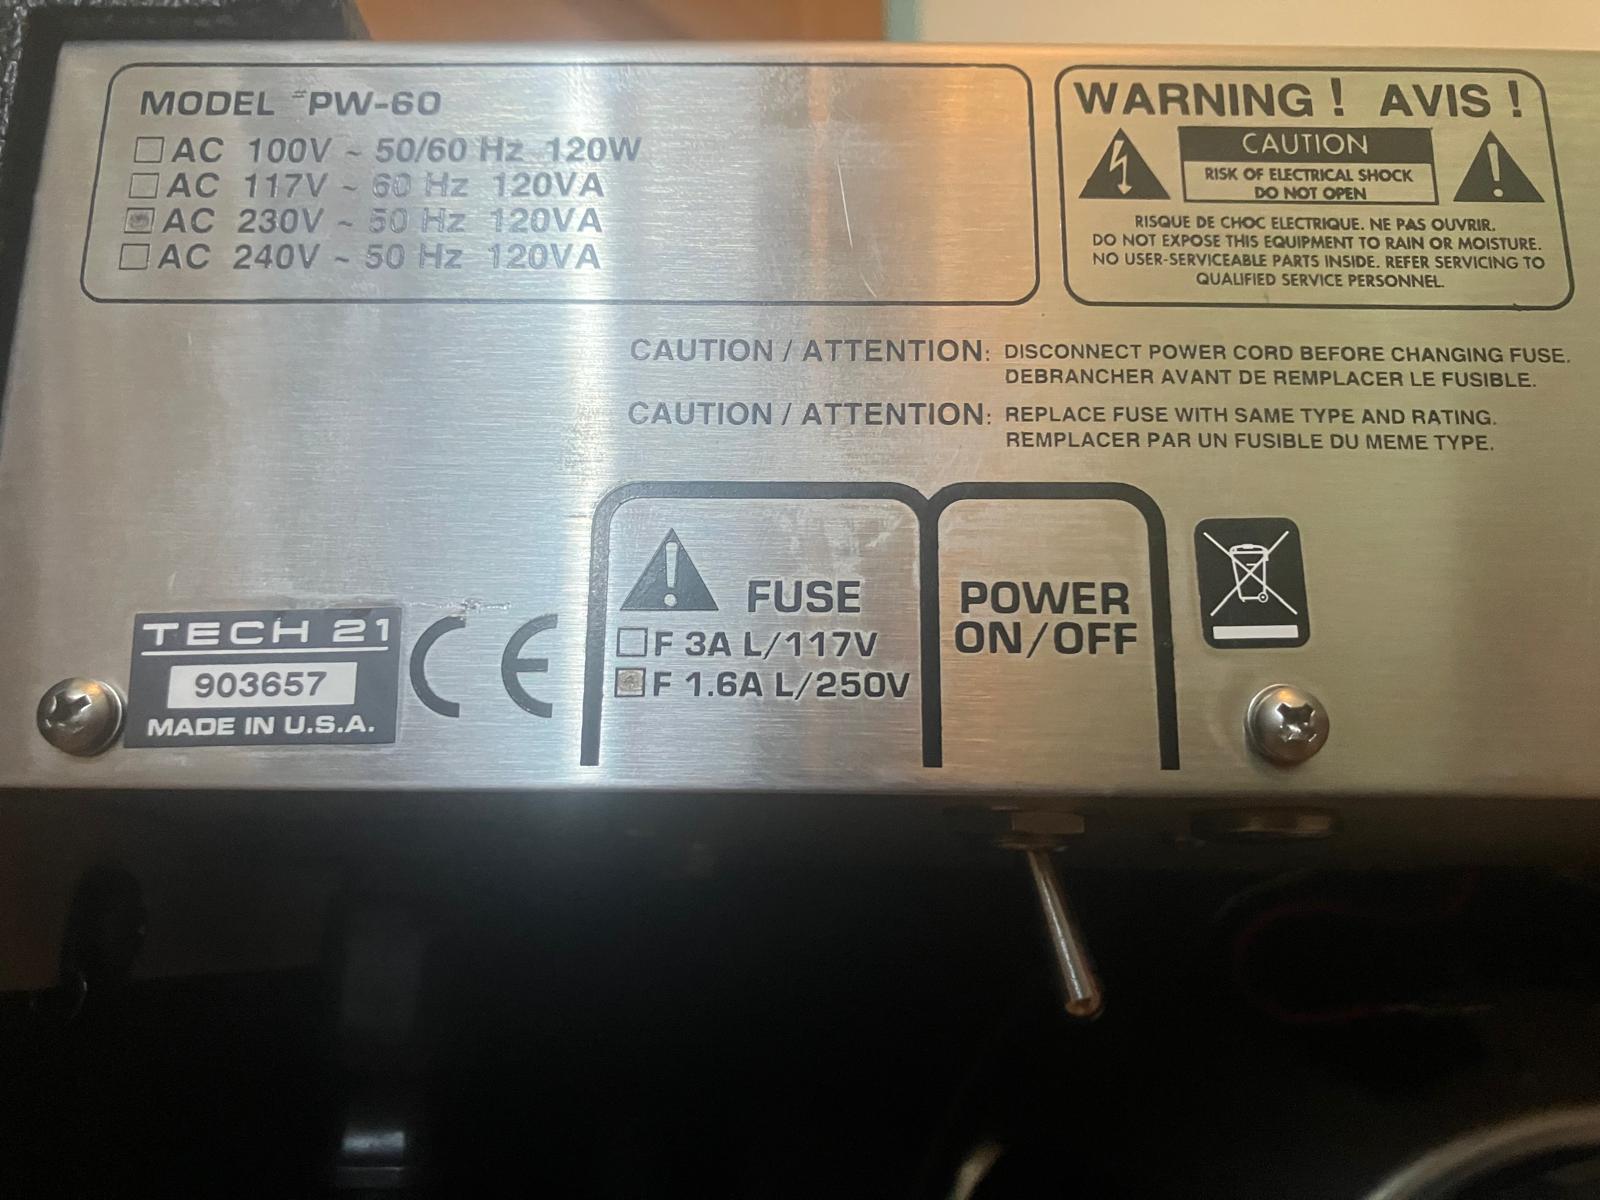 MODEL #PW-60
AC 100V ~ 50/60 Hz 120W
AC 117V ~ 60 Hz 120VA
AC 230V ~ 50 Hz 120VA
AC 240V ~ 50 Hz 120VA
WARNING! AVIS!
CAUTION
RISK OF ELECTRICAL SHOCK
DO NOT OPEN
RISQUE DE CHOC ELECTRIQUE. NE PAS OUVRIR.
DO NOT EXPOSE THIS EQUIPMENT TO RAIN OR MOISTURE.
NO USER-SERVICEABLE PARTS INSIDE. REFER SERVICING TO
QUALIFIED SERVICE PERSONNEL.
CAUTION / ATTENTION: DISCONNECT POWER CORD BEFORE CHANGING FUSE.
DEBRANCHER AVANT DE REMPLACER LE FUSIBLE.
CAUTION / ATTENTION: REPLACE FUSE WITH SAME TYPE AND RATING.
REMPLACER PAR UN FUSIBLE DU MEME TYPE.
TECH 21
903657
MADE IN U.S.A.
CE
FUSE
F 3A L/117V
F 1.6A L/250V
POWER
ON/OFF